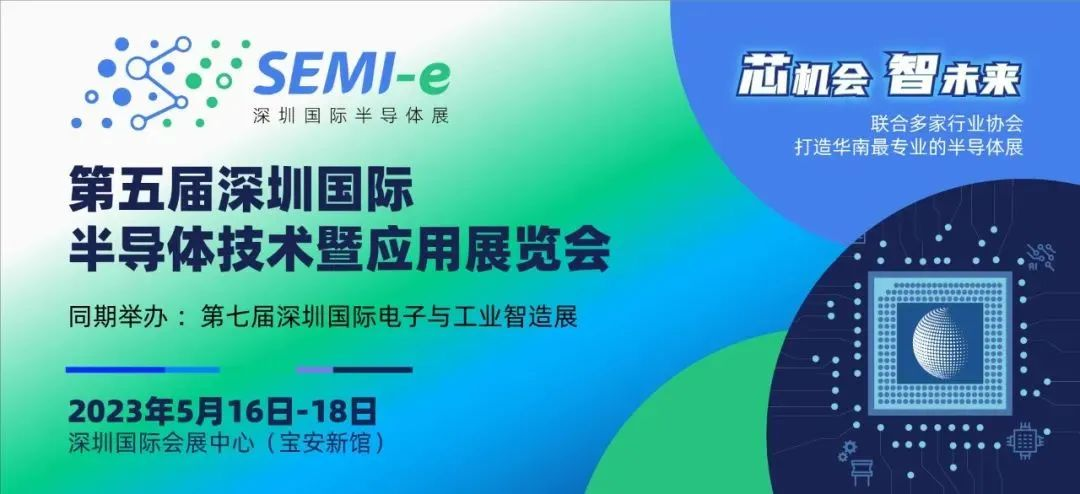 SEMI-e
深圳国际半导体展
芯机会 智未来
联合多家行业协会
打造华南最专业的半导体展
第五届深圳国际
半导体技术暨应用展览会
同期举办：第七届深圳国际电子与工业智造展
2023年5月16日-18日
深圳国际会展中心（宝安新馆）
AI